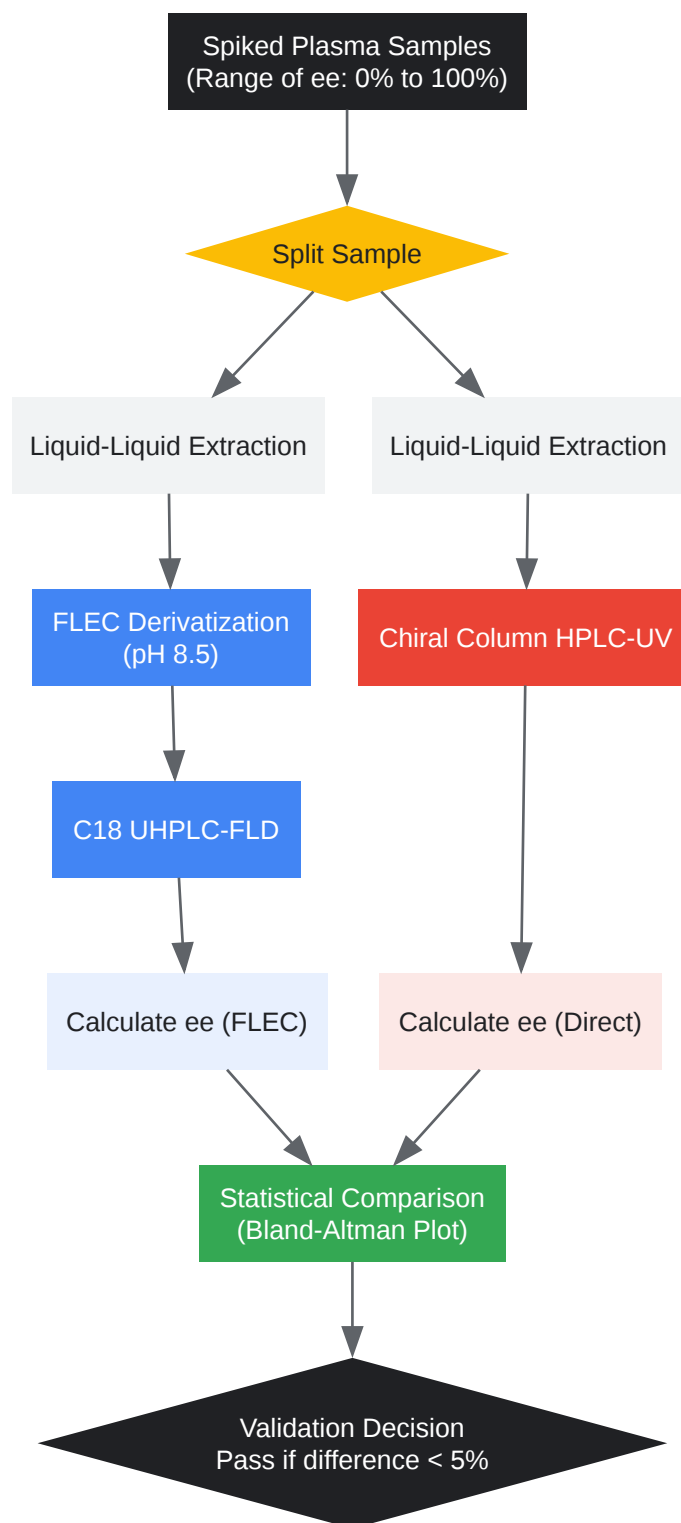 Spiked Plasma Samples
(Range of ee: 0% to 100%)
Split Sample
Liquid-Liquid Extraction
Liquid-Liquid Extraction
FLEC Derivatization
(pH 8.5)
Chiral Column HPLC-UV
C18 UHPLC-FLD
Calculate ee (FLEC)
Calculate ee (Direct)
Statistical Comparison
(Bland-Altman Plot)
Validation Decision
Pass if difference < 5%